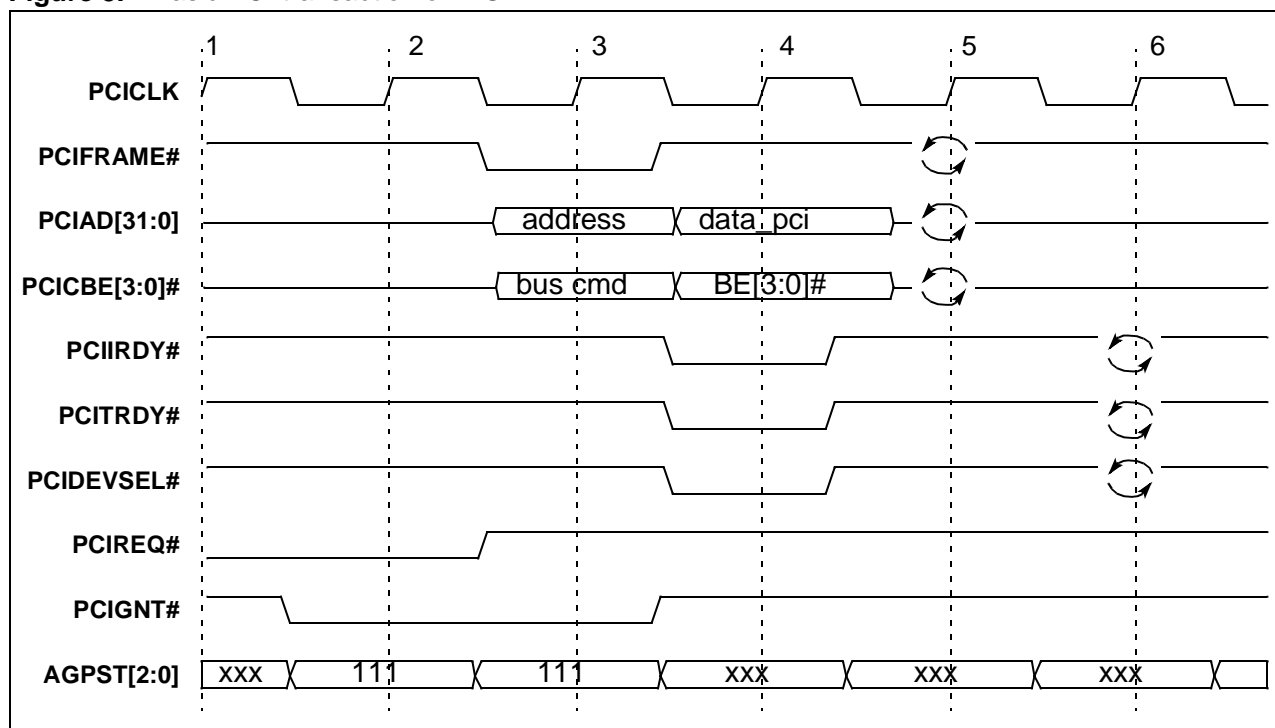 1 2 3 4 5 6
PCICLK
PCIFRAME#
PCIAD[31:0] address data_pci
PCICBE[3:0]# bus cmd BE[3:0]#
PCIIRDY#
PCITRDY#
PCIDEVSEL#
PCIREQ#
PCIGNT#
AGPST[2:0] xxx 111 111 xxx xxx xxx